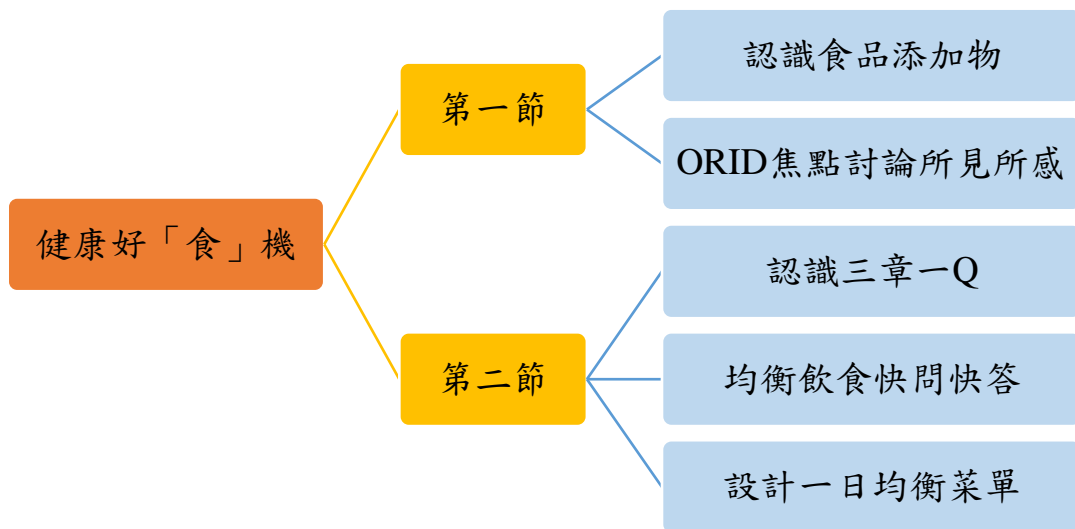 健康好「食」機
第一節
認識食品添加物
ORID焦點討論所見所感
第二節
認識三章一Q
均衡飲食快問快答
設計一日均衡菜單